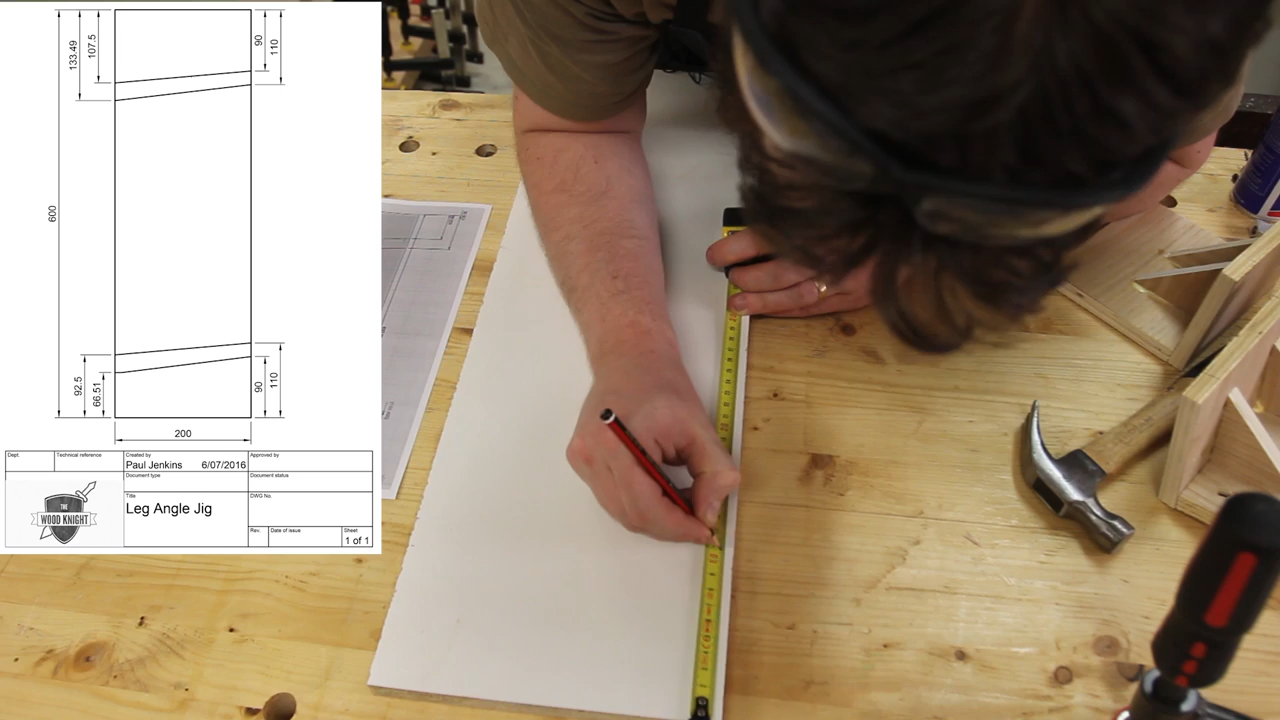 133.49
107.5
90
110
600
92.5
66.51
90
110
200
Dept.
Technical reference
Created by
Paul Jenkins 6/07/2016
Approved by
Document type
Document status
Title
Leg Angle Jig
DWG No.
THE
WOOD KNIGHT
Rev.
Date of issue
Sheet
1 of 1